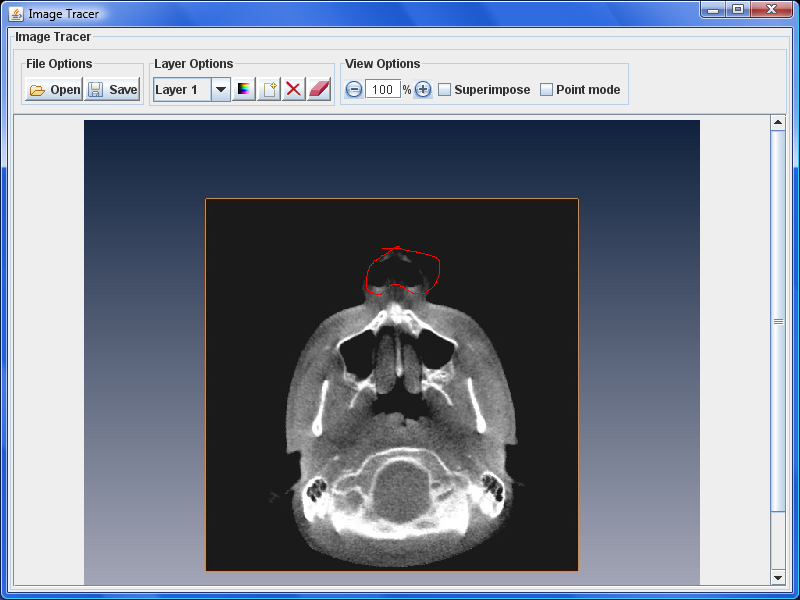 Image Tracer
Image Tracer
File Options
Layer Options
View Options
Open
Save
Layer 1
100
%
Superimpose
Point mode